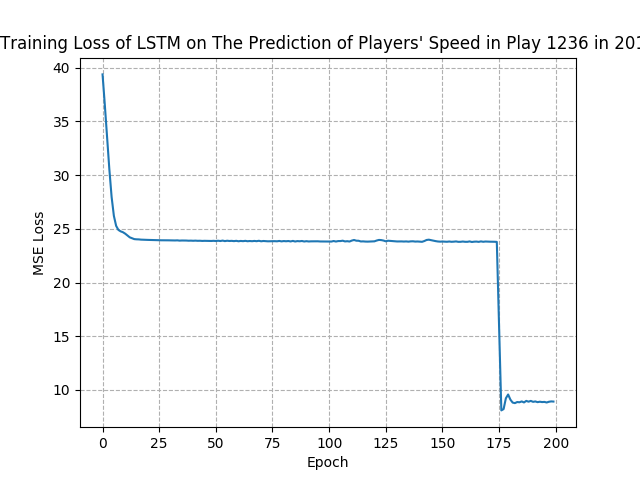 Training Loss of LSTM on The Prediction of Players' Speed in Play 1236 in 201
40
35
30
25
20
15
10
MSE Loss
0 25 50 75 100 125 150 175 200
Epoch